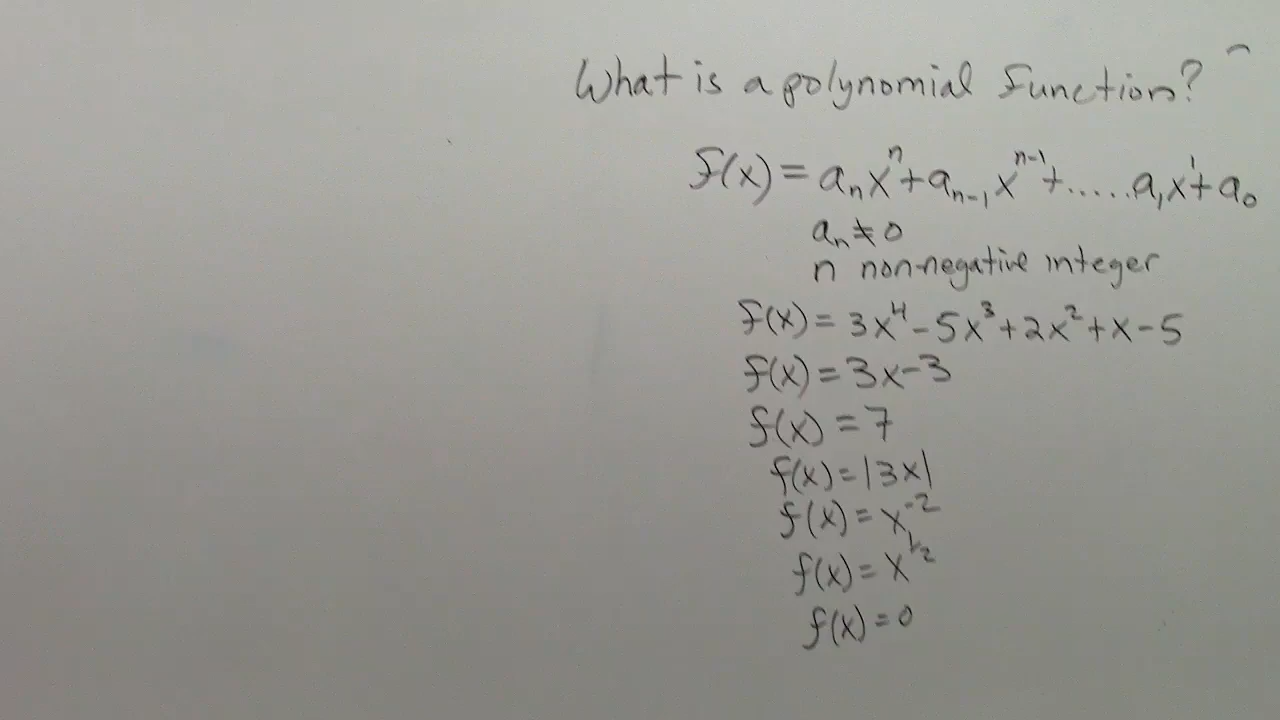 What is a polynomial function?
f(x) = aₙxⁿ + aₙ₋₁xⁿ⁻¹ + ..... a₁x¹ + a₀
aₙ ≠ 0
n non-negative integer
f(x) = 3x⁴ - 5x³ + 2x² + x - 5
f(x) = 3x - 3
f(x) = 7
f(x) = |3x|
f(x) = x⁻²
f(x) = x^1/2
f(x) = 0